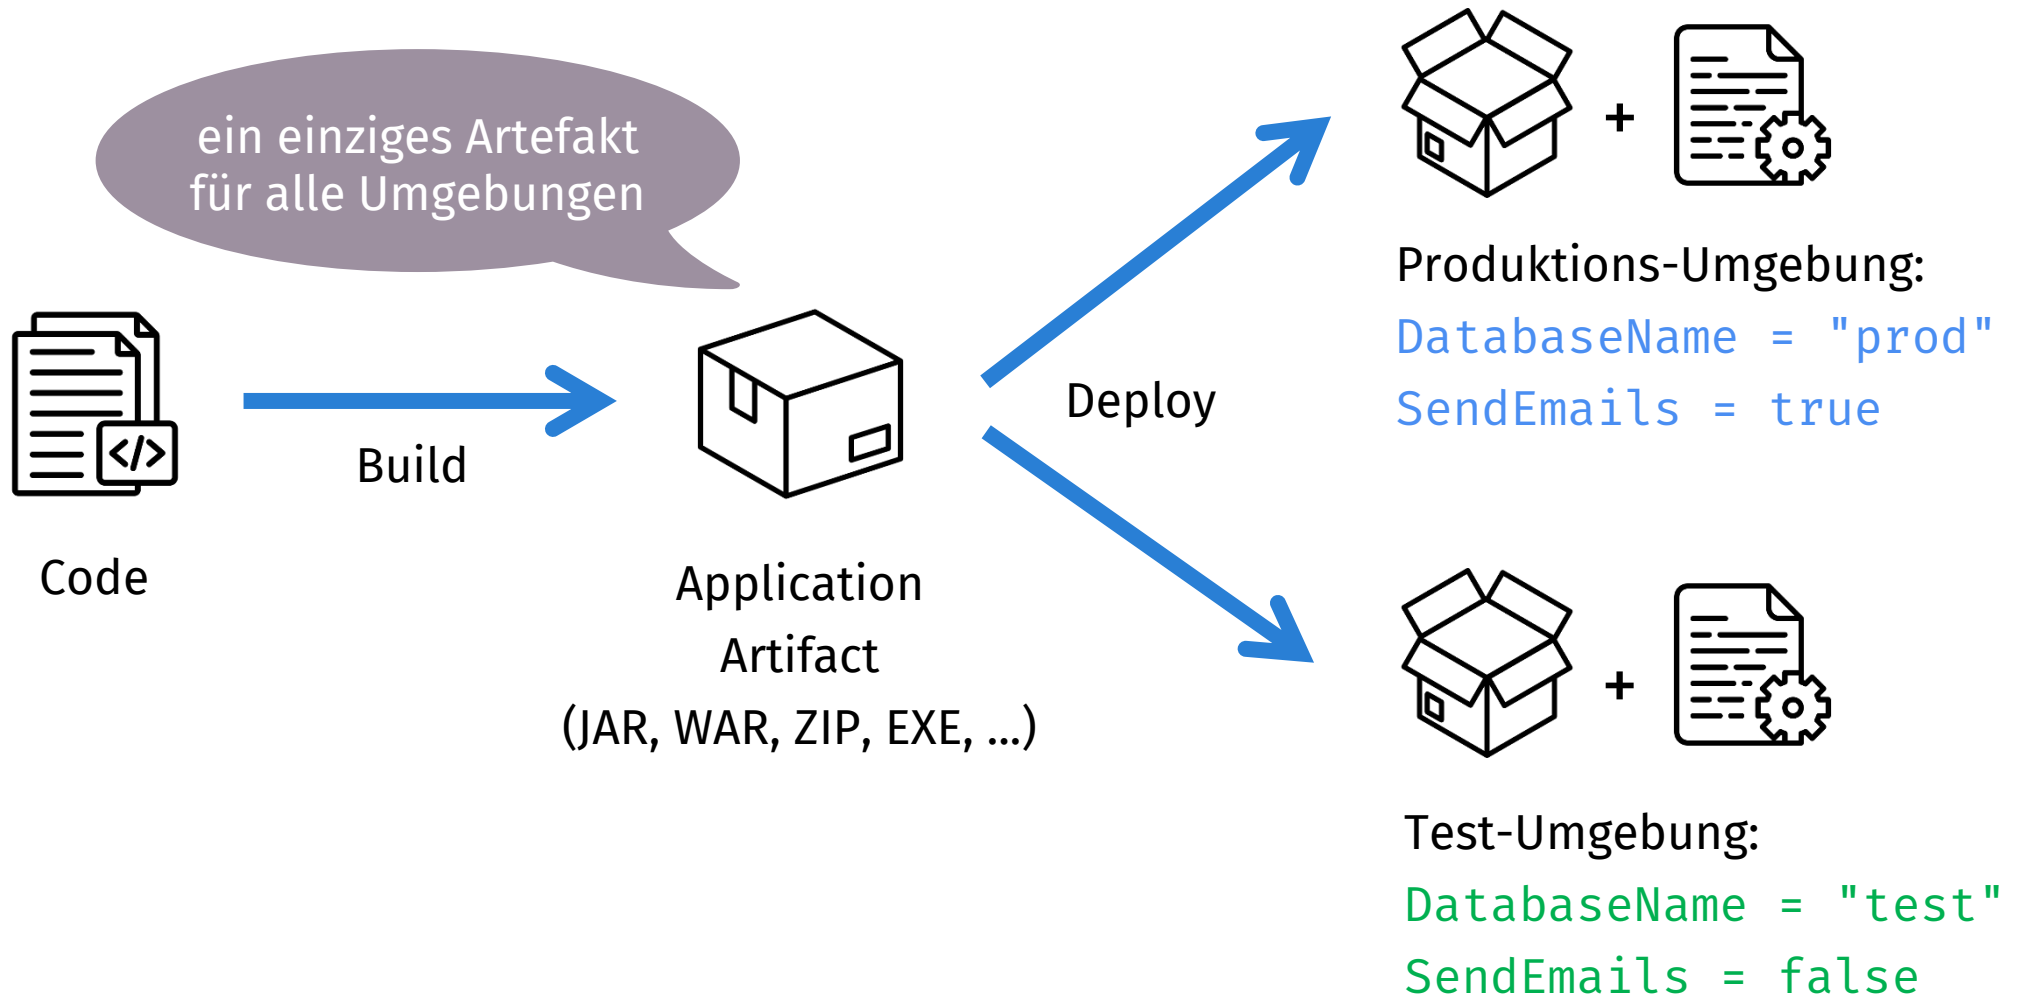 ein einziges Artefakt
für alle Umgebungen
</>
Code
Build
Application
Artifact
(JAR, WAR, ZIP, EXE, ...)
Deploy
+
Produktions-Umgebung:
DatabaseName = "prod"
SendEmails = true
+
Test-Umgebung:
DatabaseName = "test"
SendEmails = false